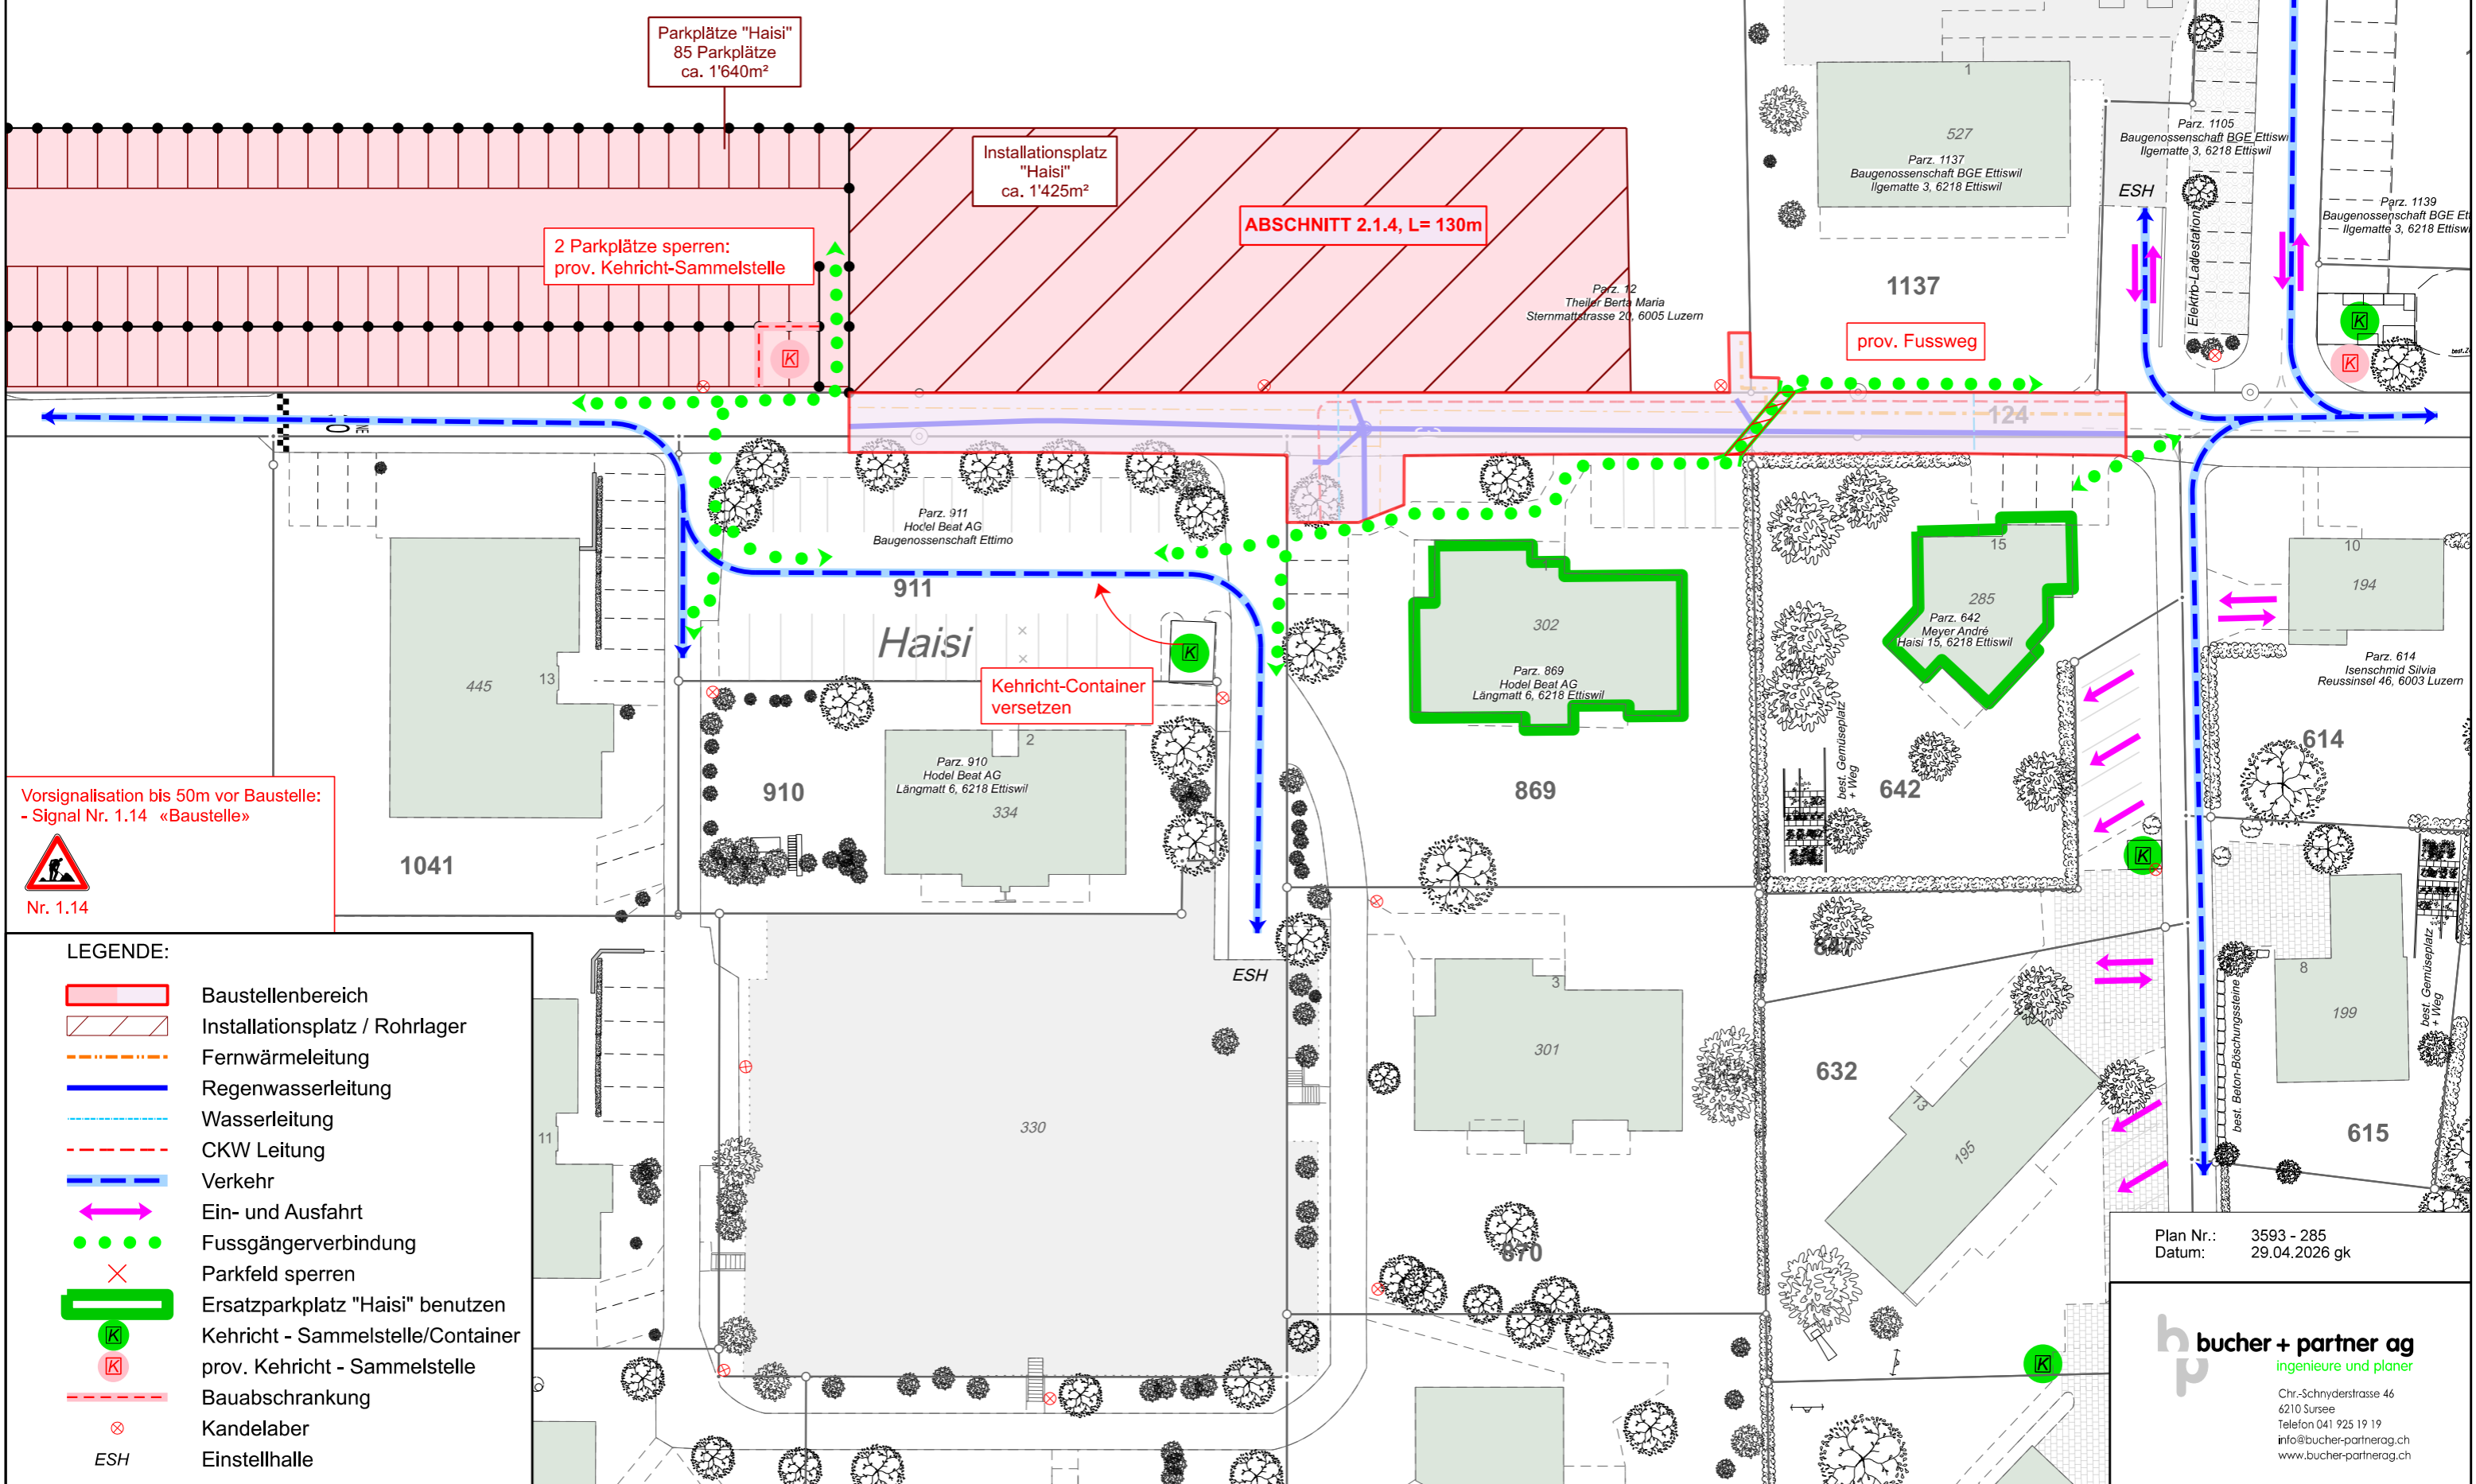 Parkplätze "Haisi"
85 Parkplätze
ca. 1'640m²
Installationsplatz
"Haisi"
ca. 1'425m²
ABSCHNITT 2.1.4, L= 130m
2 Parkplätze sperren:
prov. Kehricht-Sammelstelle
K
Parz. 12
Theiler Berta Maria
Sternmattstrasse 20, 6005 Luzern
1
527
Parz. 1137
Baugenossenschaft BGE Ettiswil
Ilgematte 3, 6218 Ettiswil
1137
prov. Fussweg
Parz. 1105
Baugenossenschaft BGE Ettiswi
Ilgematte 3, 6218 Ettiswil
ESH
Elektro-Ladestation
Parz. 1139
Baugenossenschaft BGE Et
Ilgematte 3, 6218 Ettisw
K
K
124
Parz. 911
Hodel Beat AG
Baugenossenschaft Ettimo
911
Haisi
K
Kehricht-Container
versetzen
445
13
1041
Parz. 910
Hodel Beat AG
Längmatt 6, 6218 Ettiswil
2
334
910
1
302
Parz. 869
Hodel Beat AG
Längmatt 6, 6218 Ettiswil
869
15
285
Parz. 642
Meyer André
Haisi 15, 6218 Ettiswil
642
best. Gemüseplatz
+ Weg
10
194
Parz. 614
Isenschmid Silvia
Reussinsel 46, 6003 Luzern
614
K
Vorsignalisation bis 50m vor Baustelle:
- Signal Nr. 1.14 «Baustelle»
Nr. 1.14
ESH
330
11
3
301
870
632
13
195
8
199
615
best. Beton-Böschungssteine
best. Gemüseplatz
+ Weg
K
LEGENDE:
Baustellenbereich
Installationsplatz / Rohrlager
Fernwärmeleitung
Regenwasserleitung
Wasserleitung
CKW Leitung
Verkehr
Ein- und Ausfahrt
Fussgängerverbindung
Parkfeld sperren
Ersatzparkplatz "Haisi" benutzen
K Kehricht - Sammelstelle/Container
K prov. Kehricht - Sammelstelle
Bauabschrankung
Kandelaber
ESH Einstellhalle
Plan Nr.: 3593 - 285
Datum: 29.04.2026 gk
bp
bucher + partner ag
ingenieure und planer
Chr.-Schnyderstrasse 46
6210 Sursee
Telefon 041 925 19 19
info@bucher-partnerag.ch
www.bucher-partnerag.ch